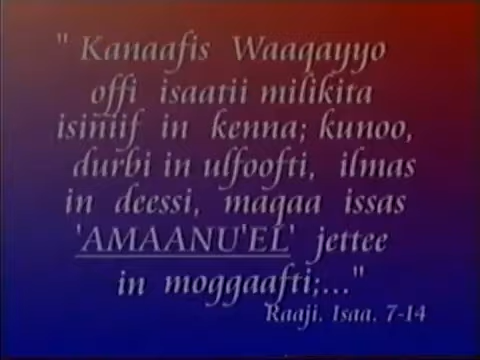 " Kanaafis Waaqayyo
offi isaatii milikita
isiniif in kenna; kunoo,
durbi in ulfoofti, ilmas
in deessi, maqaa issas
'AMAANU'EL' jettee
in moggaafti;..."
Raaji. Isaa. 7-14